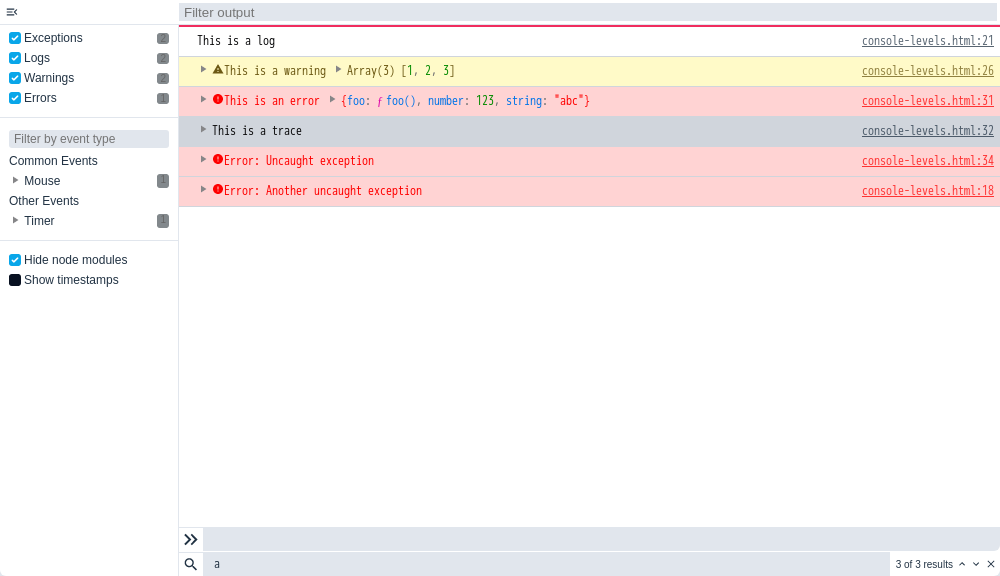 Filter output
Exceptions 2
Logs 2
Warnings 2
Errors 1
Filter by event type
Common Events
Mouse 1
Other Events
Timer 1
Hide node modules
Show timestamps
This is a log console-levels.html:21
This is a warning Array(3) [1, 2, 3] console-levels.html:26
This is an error {foo: ƒ foo(), number: 123, string: "abc"} console-levels.html:31
This is a trace console-levels.html:32
Error: Uncaught exception console-levels.html:34
Error: Another uncaught exception console-levels.html:18
a 3 of 3 results